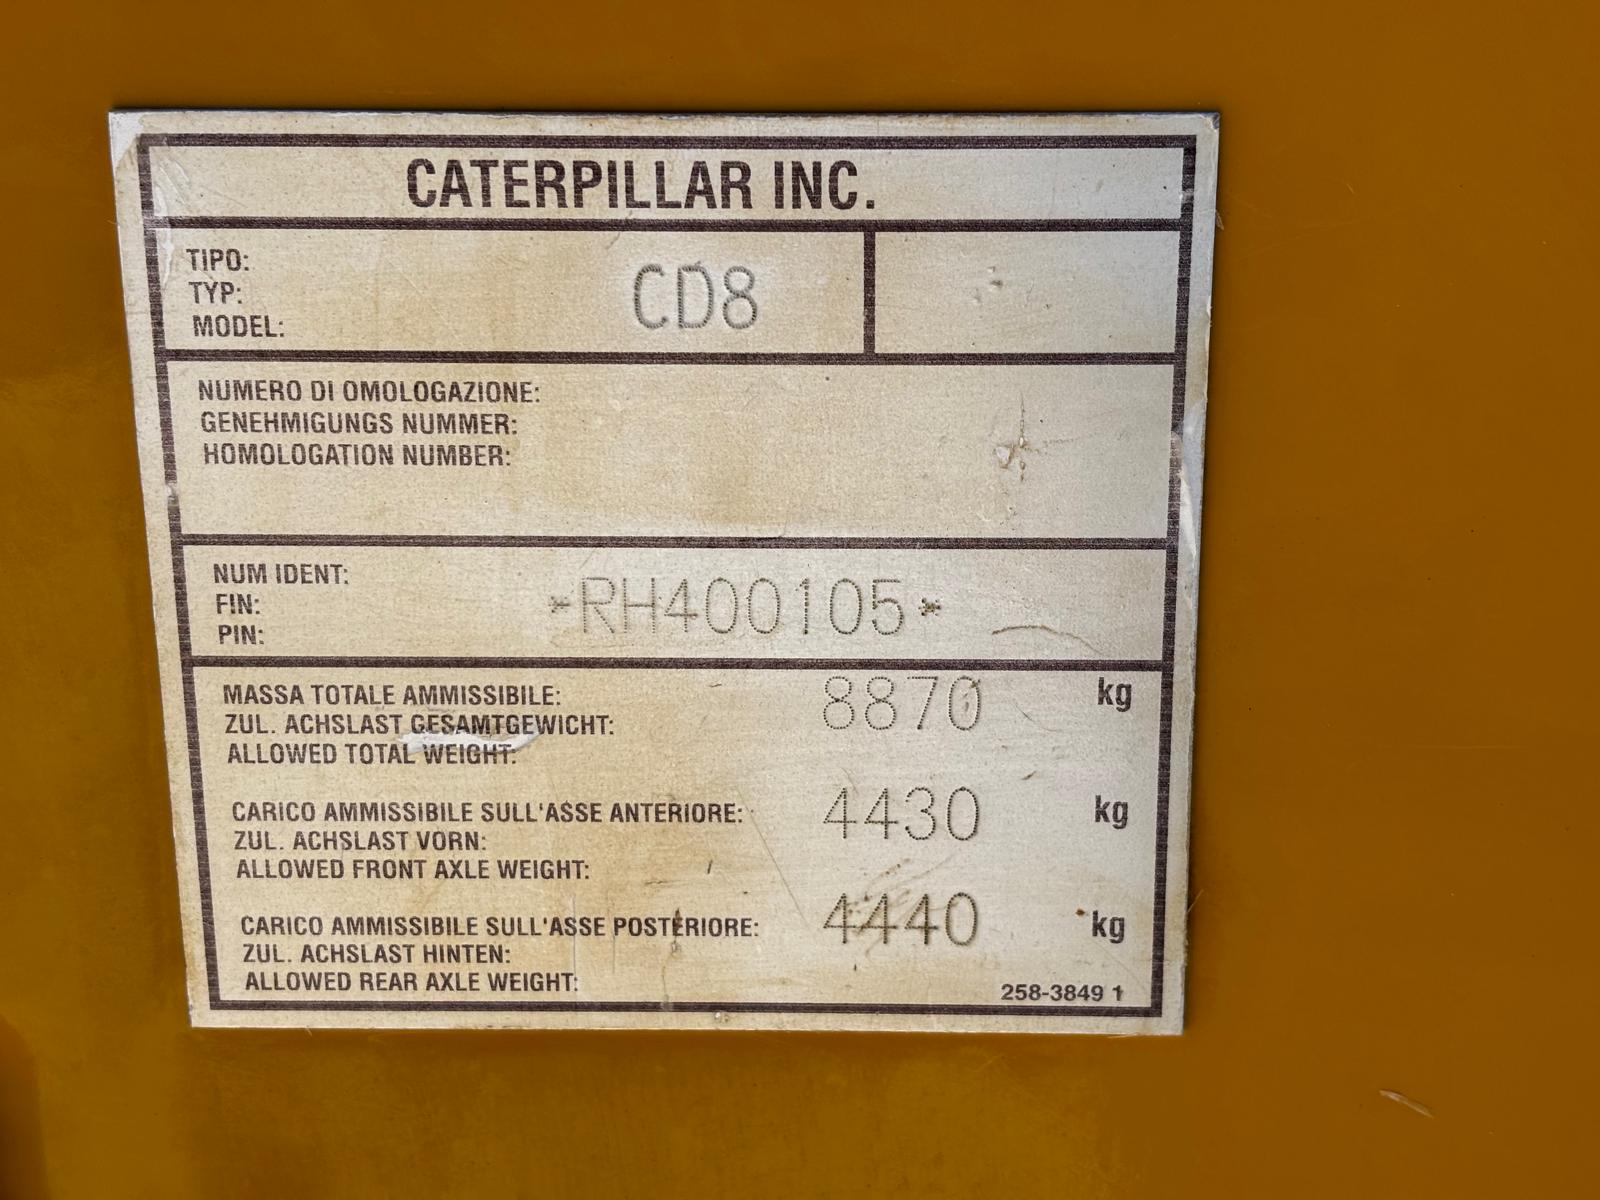 CATERPILLAR INC.
TIPO:
TYP:
MODEL:
CD8
NUMERO DI OMOLOGAZIONE:
GENEHMIGUNGS NUMMER:
HOMOLOGATION NUMBER:
NUM IDENT:
FIN:
PIN:
*RH400105*
MASSA TOTALE AMMISSIBILE:
ZUL. ACHSLAST GESAMTGEWICHT:
ALLOWED TOTAL WEIGHT:
8870 kg
CARICO AMMISSIBILE SULL'ASSE ANTERIORE:
ZUL. ACHSLAST VORN:
ALLOWED FRONT AXLE WEIGHT:
4430 kg
CARICO AMMISSIBILE SULL'ASSE POSTERIORE:
ZUL. ACHSLAST HINTEN:
ALLOWED REAR AXLE WEIGHT:
4440 kg
258-3849 1